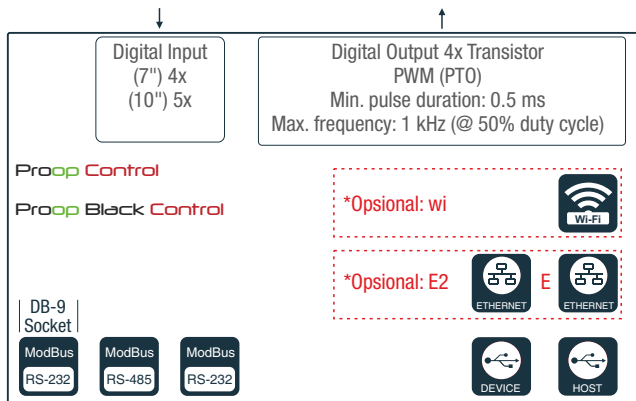 Digital Input
(7") 4x
(10") 5x
Digital Output 4x Transistor
PWM (PTO)
Min. pulse duration: 0.5 ms
Max. frequency: 1 kHz (@ 50% duty cycle)
Proop Control
Proop Black Control
*Opsional: wi
Wi-Fi
*Opsional: E2
ETHERNET
E
ETHERNET
DB-9
Socket
ModBus
RS-232
ModBus
RS-485
ModBus
RS-232
DEVICE
HOST